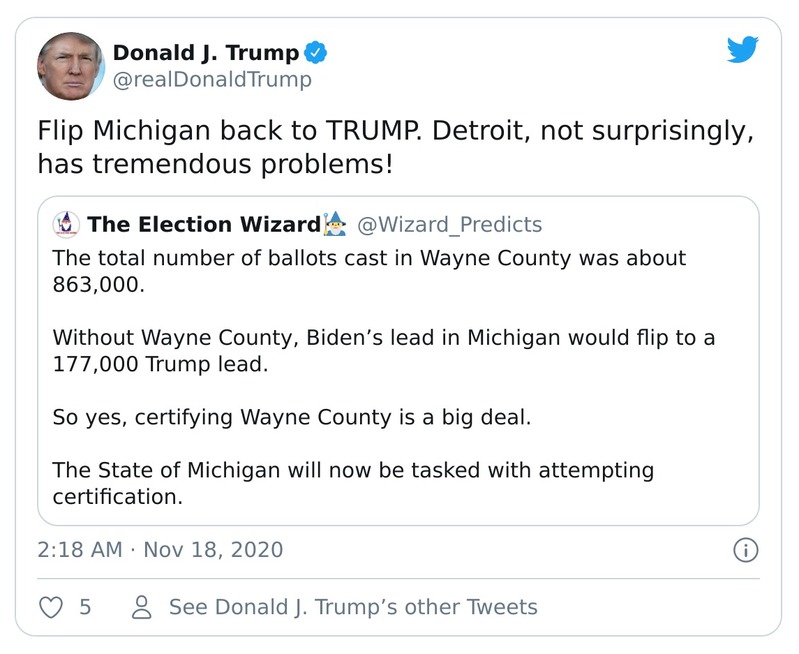 Donald J. Trump
@realDonaldTrump
Flip Michigan back to TRUMP. Detroit, not surprisingly,
has tremendous problems!
The Election Wizard🧙‍♂️ @Wizard_Predicts
The total number of ballots cast in Wayne County was about
863,000.
Without Wayne County, Biden’s lead in Michigan would flip to a
177,000 Trump lead.
So yes, certifying Wayne County is a big deal.
The State of Michigan will now be tasked with attempting
certification.
2:18 AM · Nov 18, 2020
5 See Donald J. Trump’s other Tweets